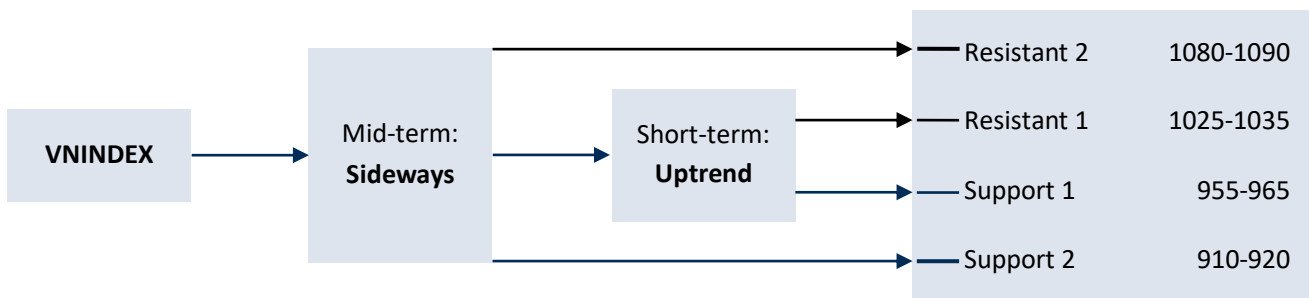 VNINDEX
Mid-term:
Sideways
Short-term:
Uptrend
Resistant 2 1080-1090
Resistant 1 1025-1035
Support 1 955-965
Support 2 910-920